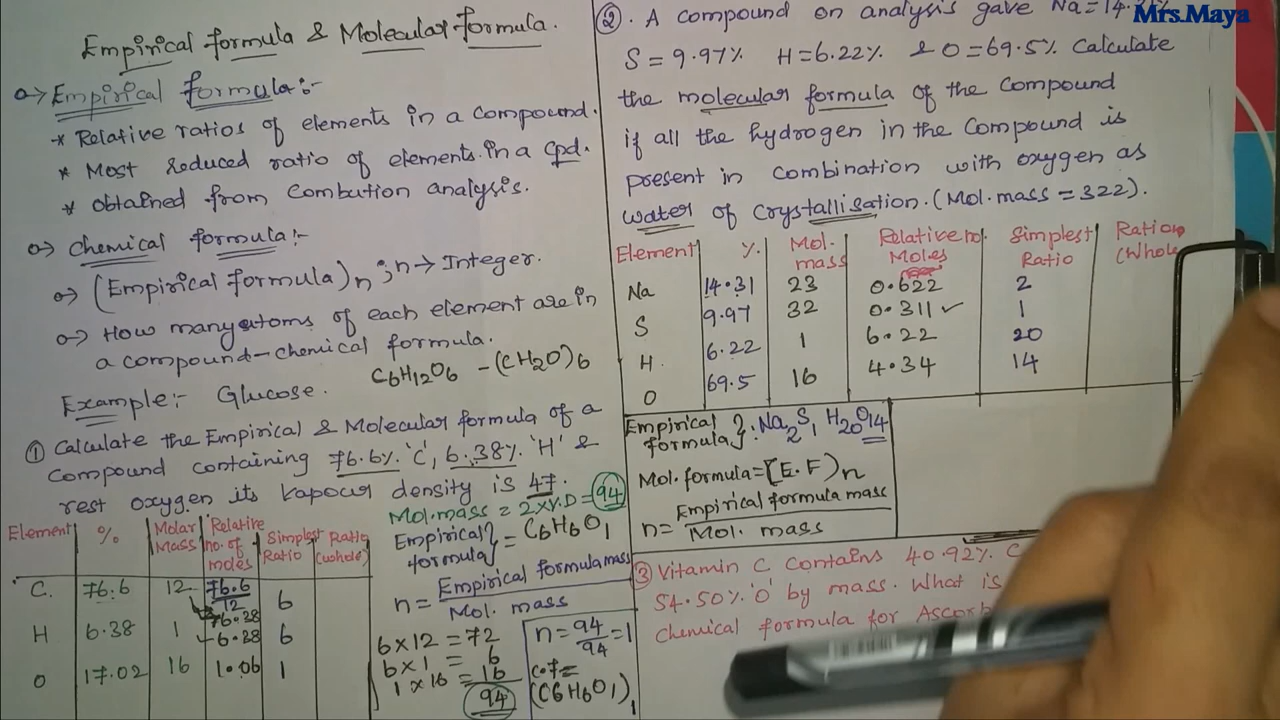 Empirical formula & Molecular formula.
o→ Empirical formula:-
* Relative ratios of elements in a compound.
* Most reduced ratio of elements in a cpd.
* obtained from Combution analysis.
o→ chemical formula:-
o→ (Empirical formula)n ; n→ Integer.
o→ How many atoms of each element are in
a compound - chemical formula.
Example:- Glucose. C6H12O6 - (CH2O)6
① Calculate the Empirical & Molecular formula of a
compound containing 76.6% 'C', 6.38% 'H' &
rest oxygen its vapour density is 47.
Mol.mass = 2×V.D = 94
Element % Molar Mass Relative no. of moles Simplest Ratio Ratio (whole)
C. 76.6 12 76.6/12 6
6.38
H 6.38 1 6.38 6
O 17.02 16 1.06 1
Empirical formula} = C6H6O1
n = Empirical formula mass / Mol. mass
6 × 12 = 72
6 × 1 = 6
1 × 16 = 16
94
n = 94/94 = 1
(C6H6O1)1
Mrs.Maya
② . A compound on analysis gave Na = 14.
S = 9.97% H = 6.22% & O = 69.5% Calculate
the molecular formula of the Compound
if all the hydrogen in the Compound is
present in combination with oxygen as
water of Crystallisation. (Mol.mass = 322).
Element % Mol. mass Relative no. Moles Simplest Ratio Ratio (Whole
Na 14.31 23 0.622 2
S 9.97 32 0.311 ✓ 1
H. 6.22 1 6.22 20
O 69.5 16 4.34 14
Empirical formula} : Na2S1H20O14
Mol. formula = [E.F)n
n = Empirical formula mass / Mol. mass
③ Vitamin C Contains 40.92% C
54.50% 'O' by mass. What is
chemical formula for Ascorb